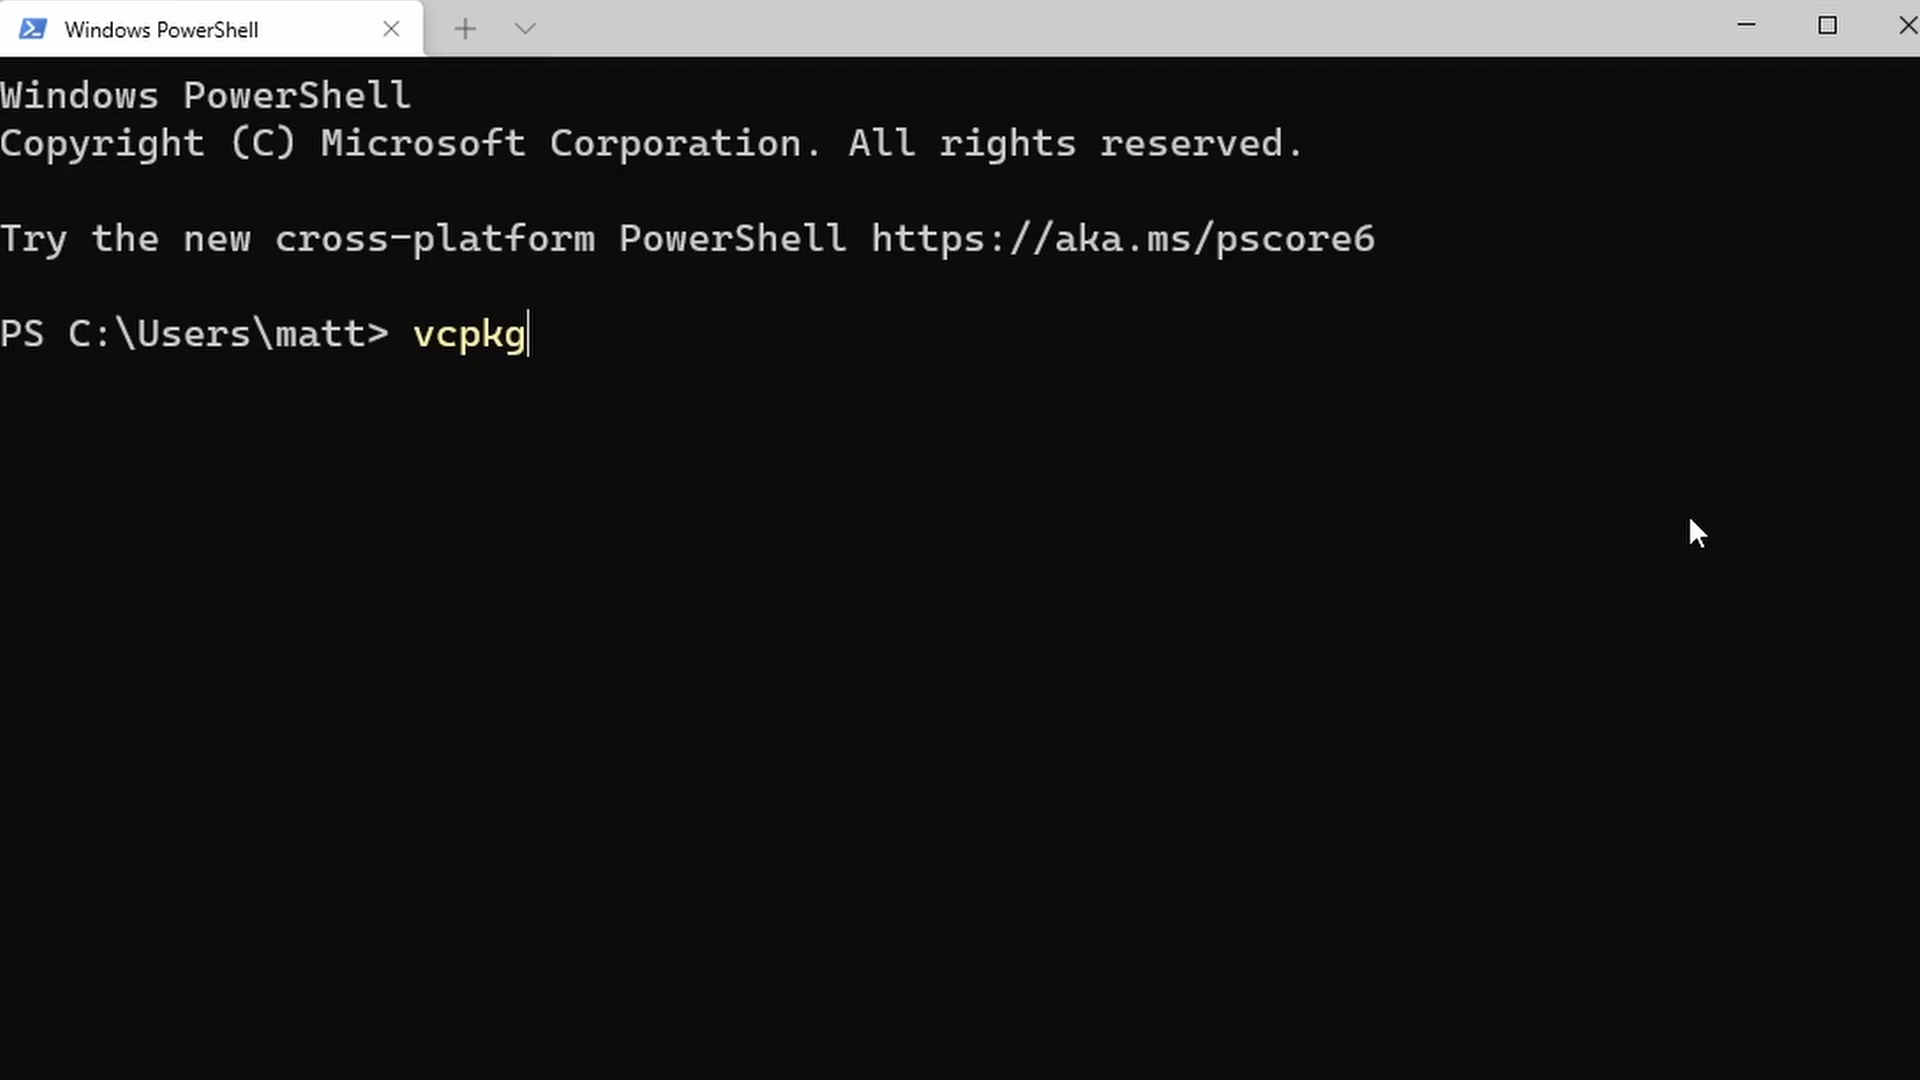 Windows PowerShell
Windows PowerShell
Copyright (C) Microsoft Corporation. All rights reserved.
Try the new cross-platform PowerShell https://aka.ms/pscore6
PS C:\Users\matt> vcpkg